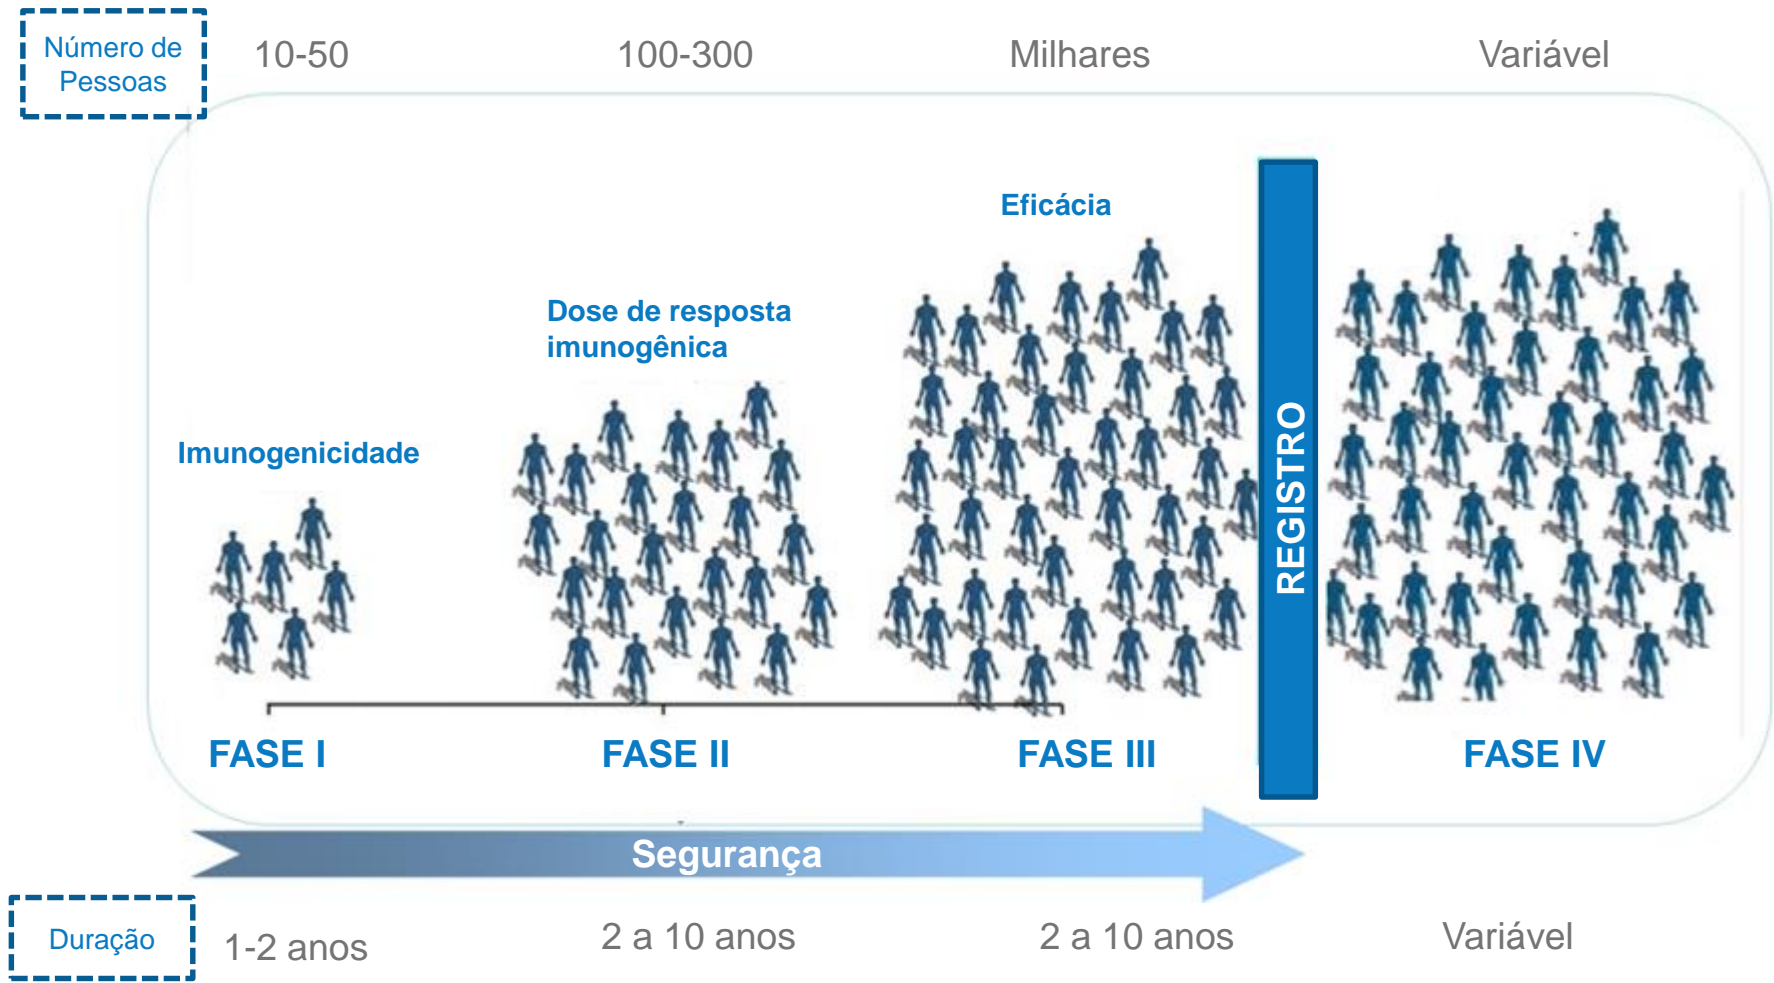 Número de
Pessoas
10-50
100-300
Milhares
Variável
Eficácia
Dose de resposta
imunogênica
Imunogenicidade
REGISTRO
FASE I
FASE II
FASE III
FASE IV
Segurança
Duração
1-2 anos
2 a 10 anos
2 a 10 anos
Variável